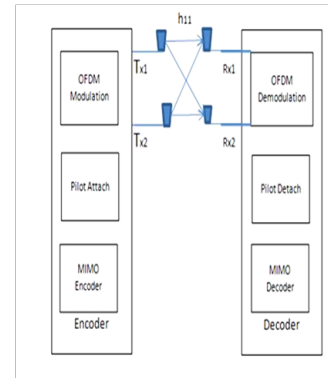 h11
OFDM
Modulation
Tx1
Rx1
OFDM
Demodulation
Tx2
Rx2
Pilot Attach
Pilot Detach
MIMO
Encoder
MIMO
Decoder
Encoder
Decoder